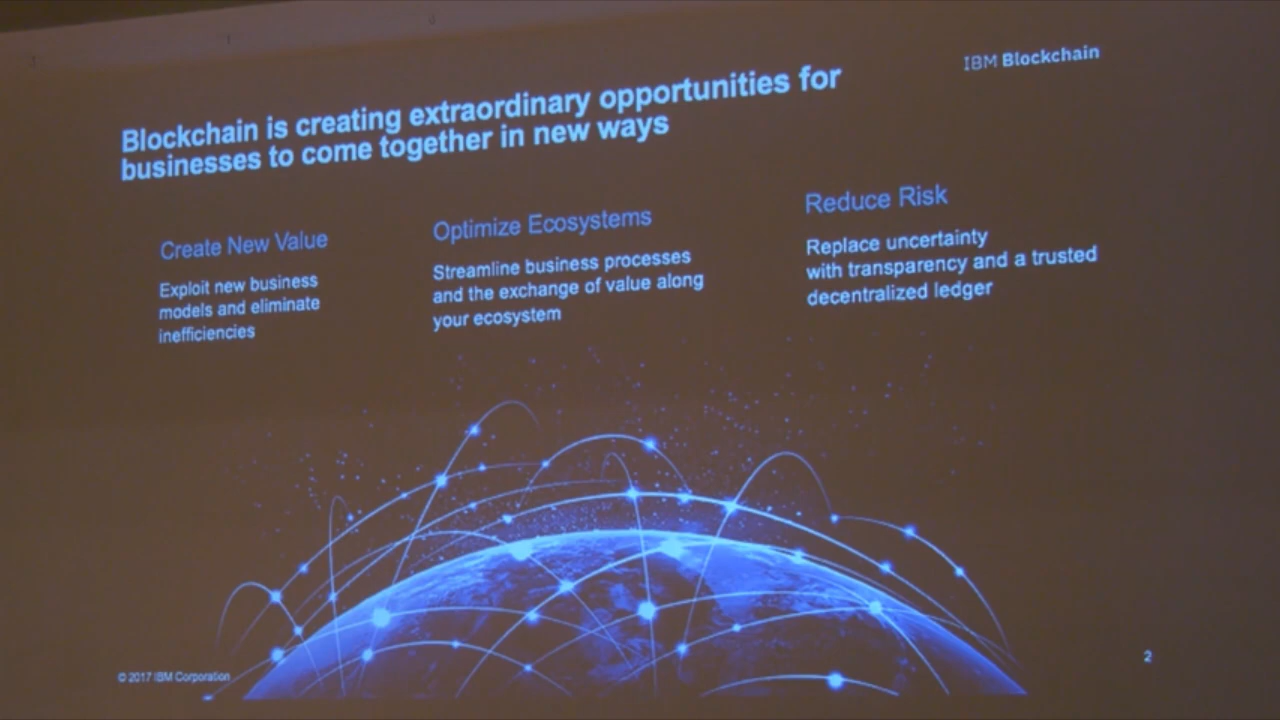 IBM Blockchain
Blockchain is creating extraordinary opportunities for
businesses to come together in new ways
Create New Value
Exploit new business
models and eliminate
inefficiencies
Optimize Ecosystems
Streamline business processes
and the exchange of value along
your ecosystem
Reduce Risk
Replace uncertainty
with transparency and a trusted
decentralized ledger
© 2017 IBM Corporation
2